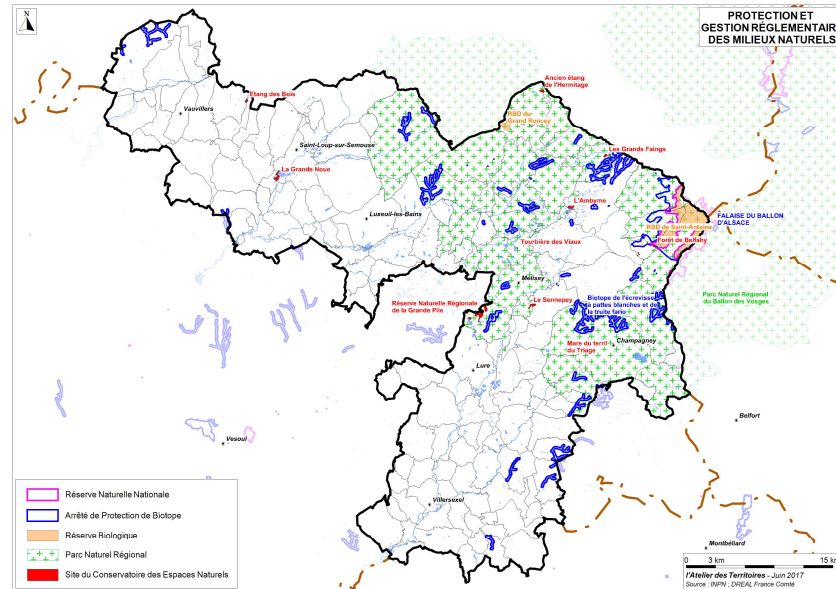 N
PROTECTION ET
GESTION RÉGLEMENTAIR
DES MILIEUX NATURELS
Ancien étang
de l'Hermitage
Etang des Bois
Vauvillers
RBD du
Grand Roncey
Saint-Loup-sur-Semouse
Les Grands Faings
La Grande Noue
L'Ambyme
Luxeuil-les-Bains
FALAISE DU BALLON
D'ALSACE
RBD de Saint-Antoine
Forêt de Belfahy
Tourbière des Viaux
Mélisey
Parc Naturel Régional
du Ballon des Vosges
Réserve Naturelle Régionale
de la Grande Pile
Le Sennepey
Biotope de l'écrevisse
à pattes blanches et de
la truite fario
Mare du terril
du Triage
Champagney
Lure
Belfort
Vesoul
Villersexel
Montbéliard
Réserve Naturelle Nationale
Arrêté de Protection de Biotope
Réserve Biologique
Parc Naturel Régional
Site du Conservatoire des Espaces Naturels
0 3 km 15 km
l'Atelier des Territoires - Juin 2017
Source : INPN ; DREAL France Comté